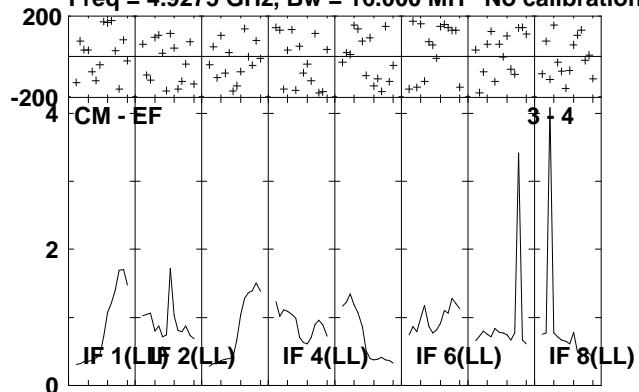 Freq = 4.9275 GHz, Bw = 16.000 MH No calibration
200
-200
4
CM - EF
3 - 4
2
IF 1(LL)
IF 2(LL)
IF 4(LL)
IF 6(LL)
IF 8(LL)
0